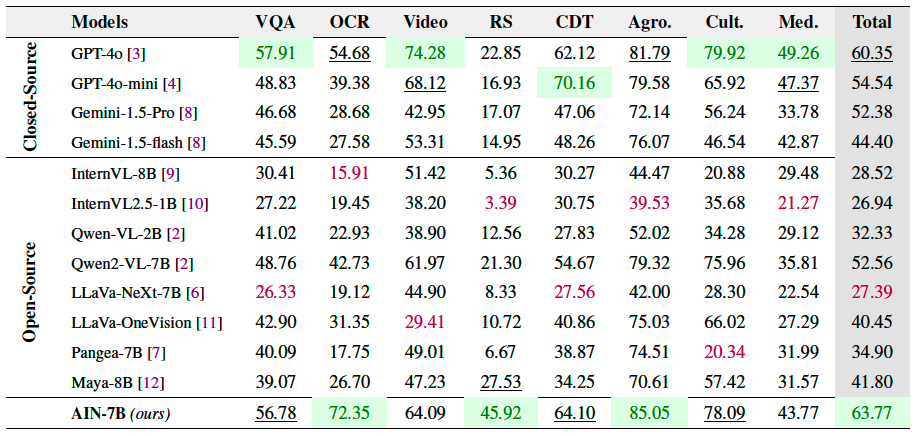 Models VQA OCR Video RS CDT Agro. Cult. Med. Total
Closed-Source
GPT-4o [3] 57.91 54.68 74.28 22.85 62.12 81.79 79.92 49.26 60.35
GPT-4o-mini [4] 48.83 39.38 68.12 16.93 70.16 79.58 65.92 47.37 54.54
Gemini-1.5-Pro [8] 46.68 28.68 42.95 17.07 47.06 72.14 56.24 33.78 52.38
Gemini-1.5-flash [8] 45.59 27.58 53.31 14.95 48.26 76.07 46.54 42.87 44.40
Open-Source
InternVL-8B [9] 30.41 15.91 51.42 5.36 30.27 44.47 20.88 29.48 28.52
InternVL2.5-1B [10] 27.22 19.45 38.20 3.39 30.75 39.53 35.68 21.27 26.94
Qwen-VL-2B [2] 41.02 22.93 38.90 12.56 27.83 52.02 34.28 29.12 32.33
Qwen2-VL-7B [2] 48.76 42.73 61.97 21.30 54.67 79.32 75.96 35.81 52.56
LLaVa-NeXt-7B [6] 26.33 19.12 44.90 8.33 27.56 42.00 28.30 22.54 27.39
LLaVa-OneVision [11] 42.90 31.35 29.41 10.72 40.86 75.03 66.02 27.29 40.45
Pangea-7B [7] 40.09 17.75 49.01 6.67 38.87 74.51 20.34 31.99 34.90
Maya-8B [12] 39.07 26.70 47.23 27.53 34.25 70.61 57.42 31.57 41.80
AIN-7B (ours) 56.78 72.35 64.09 45.92 64.10 85.05 78.09 43.77 63.77